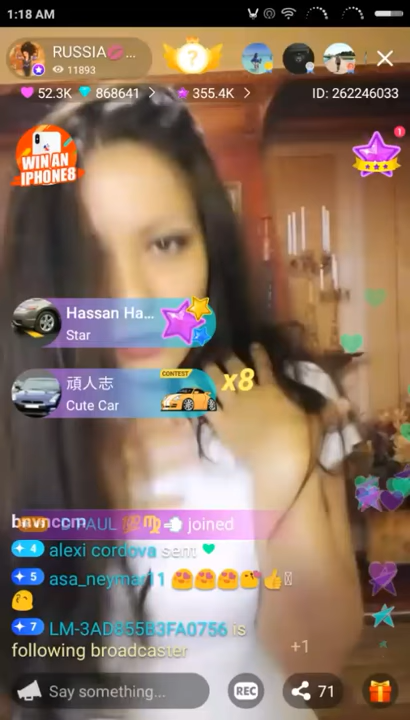 1:18 AM
RUSSIA💋...
11893
52.3K 868641 > 355.4K >
ID: 262246033
WIN AN
IPHONE8
1
Hassan Ha...
Star
頑人志
Cute Car
CONTEST
x8
PAUL 💯♍💨 joined
4 alexi cordova sent 💚
5 asa_neymar11 😍😍😍😘👍
😘
7 LM-3AD855B3FA0756 is
following broadcaster
+1
Say something...
REC
71